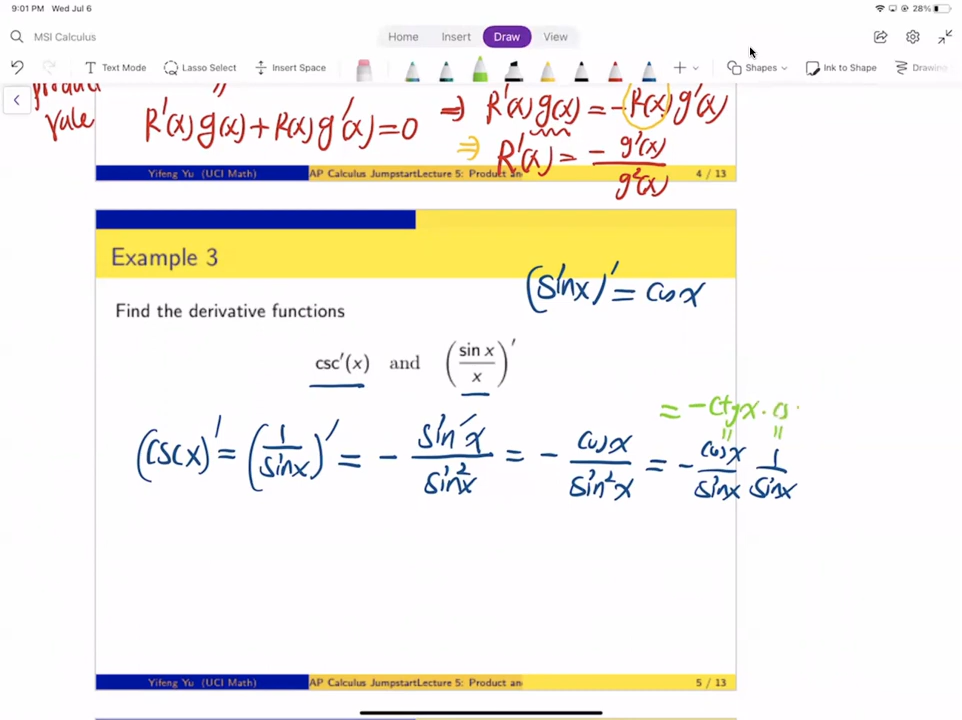 9:01 PM Wed Jul 6
28%
MSI Calculus
Home Insert Draw View
Text Mode Lasso Select Insert Space Shapes Ink to Shape Drawing
rule R'(x)g(x)+R(x)g'(x)=0 ⇒ R'(x)g(x)=-R(x)g'(x)
⇒ R'(x) = - g'(x)/g²(x)
Yifeng Yu (UCI Math) AP Calculus JumpstartLecture 5: Product an 4 / 13
Example 3
(sinx)' = cosx
Find the derivative functions
csc'(x) and (sin x / x)'
= -ctgx · cs
(cscx)' = (1/sinx)' = - sin'x/sin²x = - cosx/sin²x = - cosx/sinx 1/sinx
Yifeng Yu (UCI Math) AP Calculus JumpstartLecture 5: Product an 5 / 13